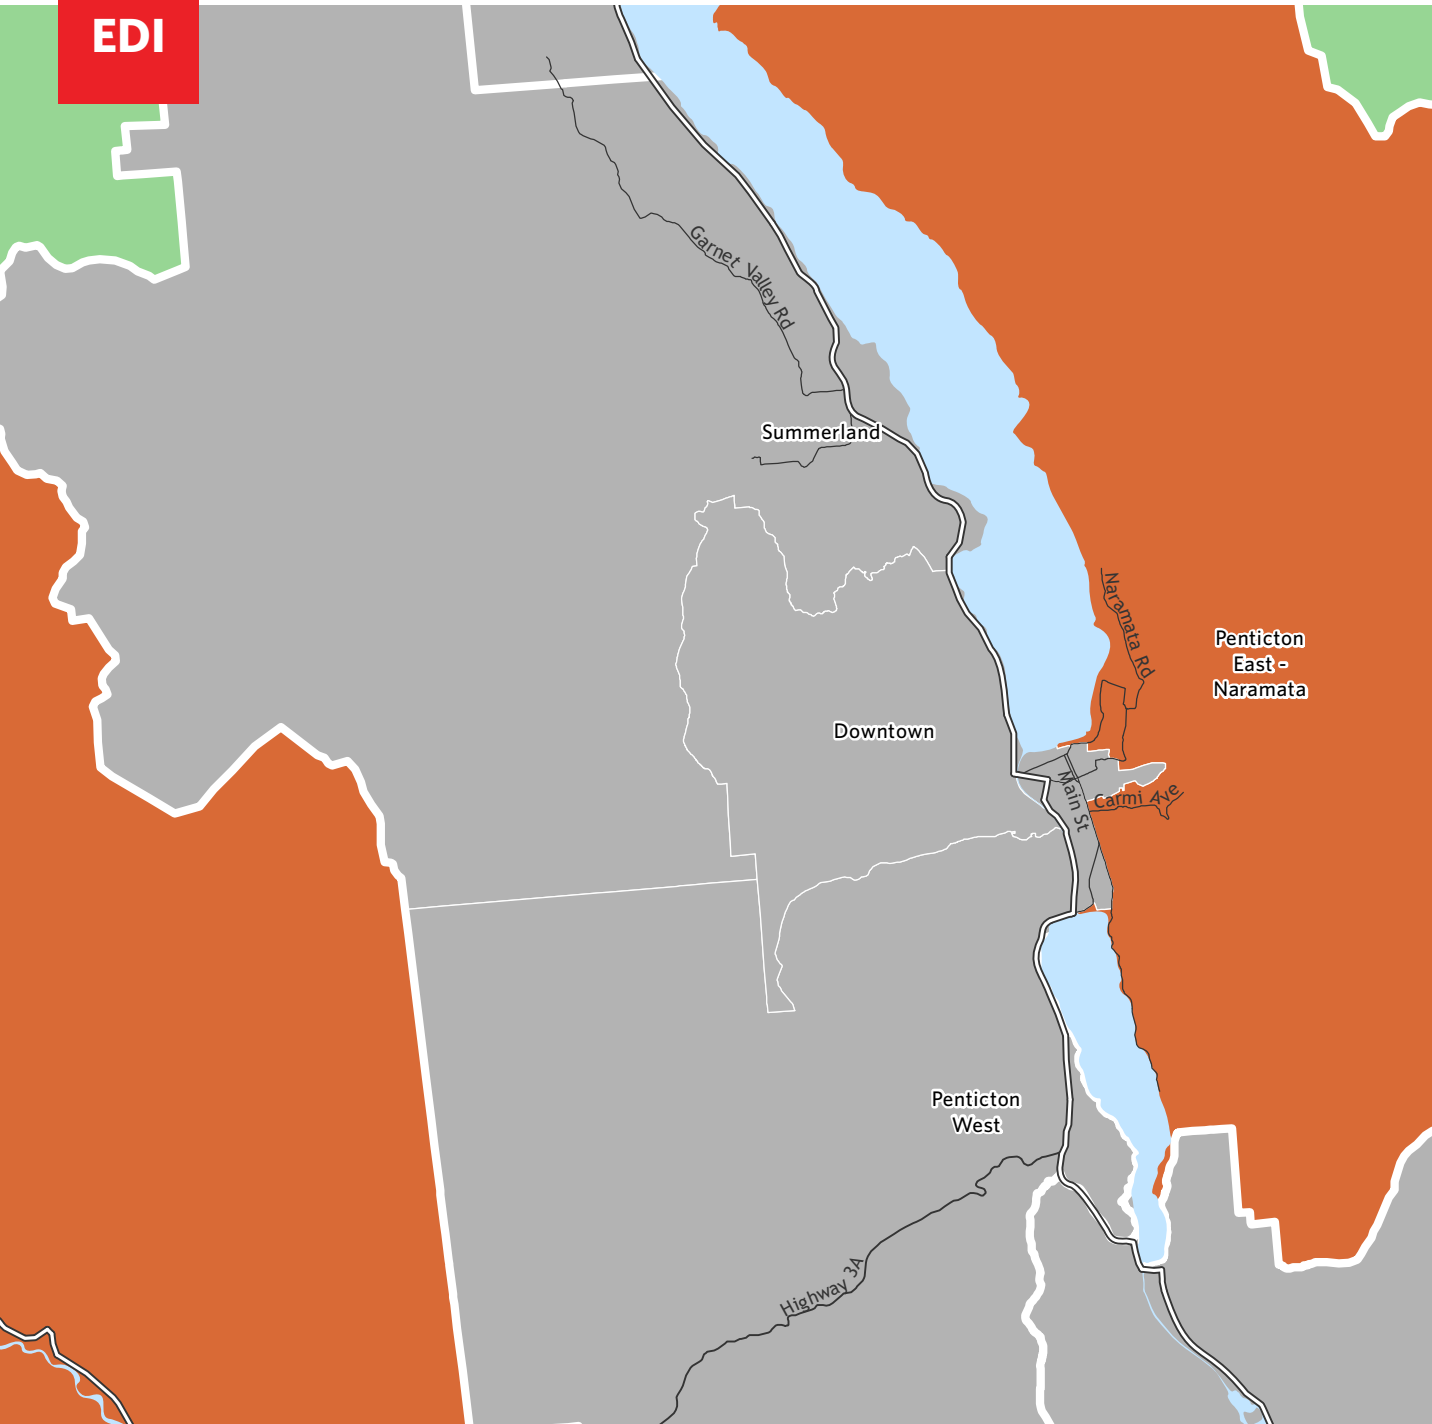 EDI
Garnet Valley Rd
Summerland
Naramata Rd
Penticton
East -
Naramata
Downtown
Main St
Carmi Ave
Penticton
West
Highway 3A